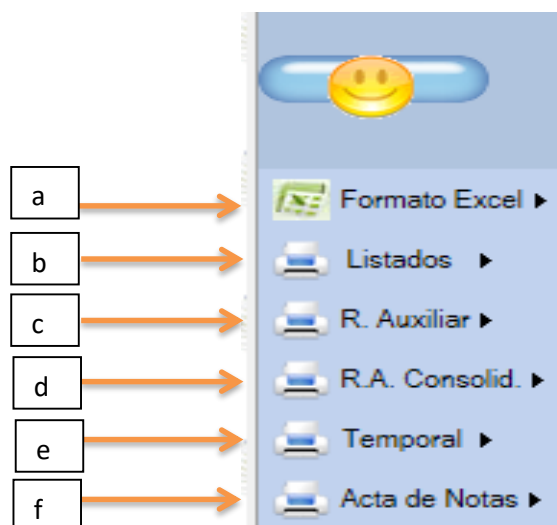 a Formato Excel
b Listados
c R. Auxiliar
d R.A. Consolid.
e Temporal
f Acta de Notas